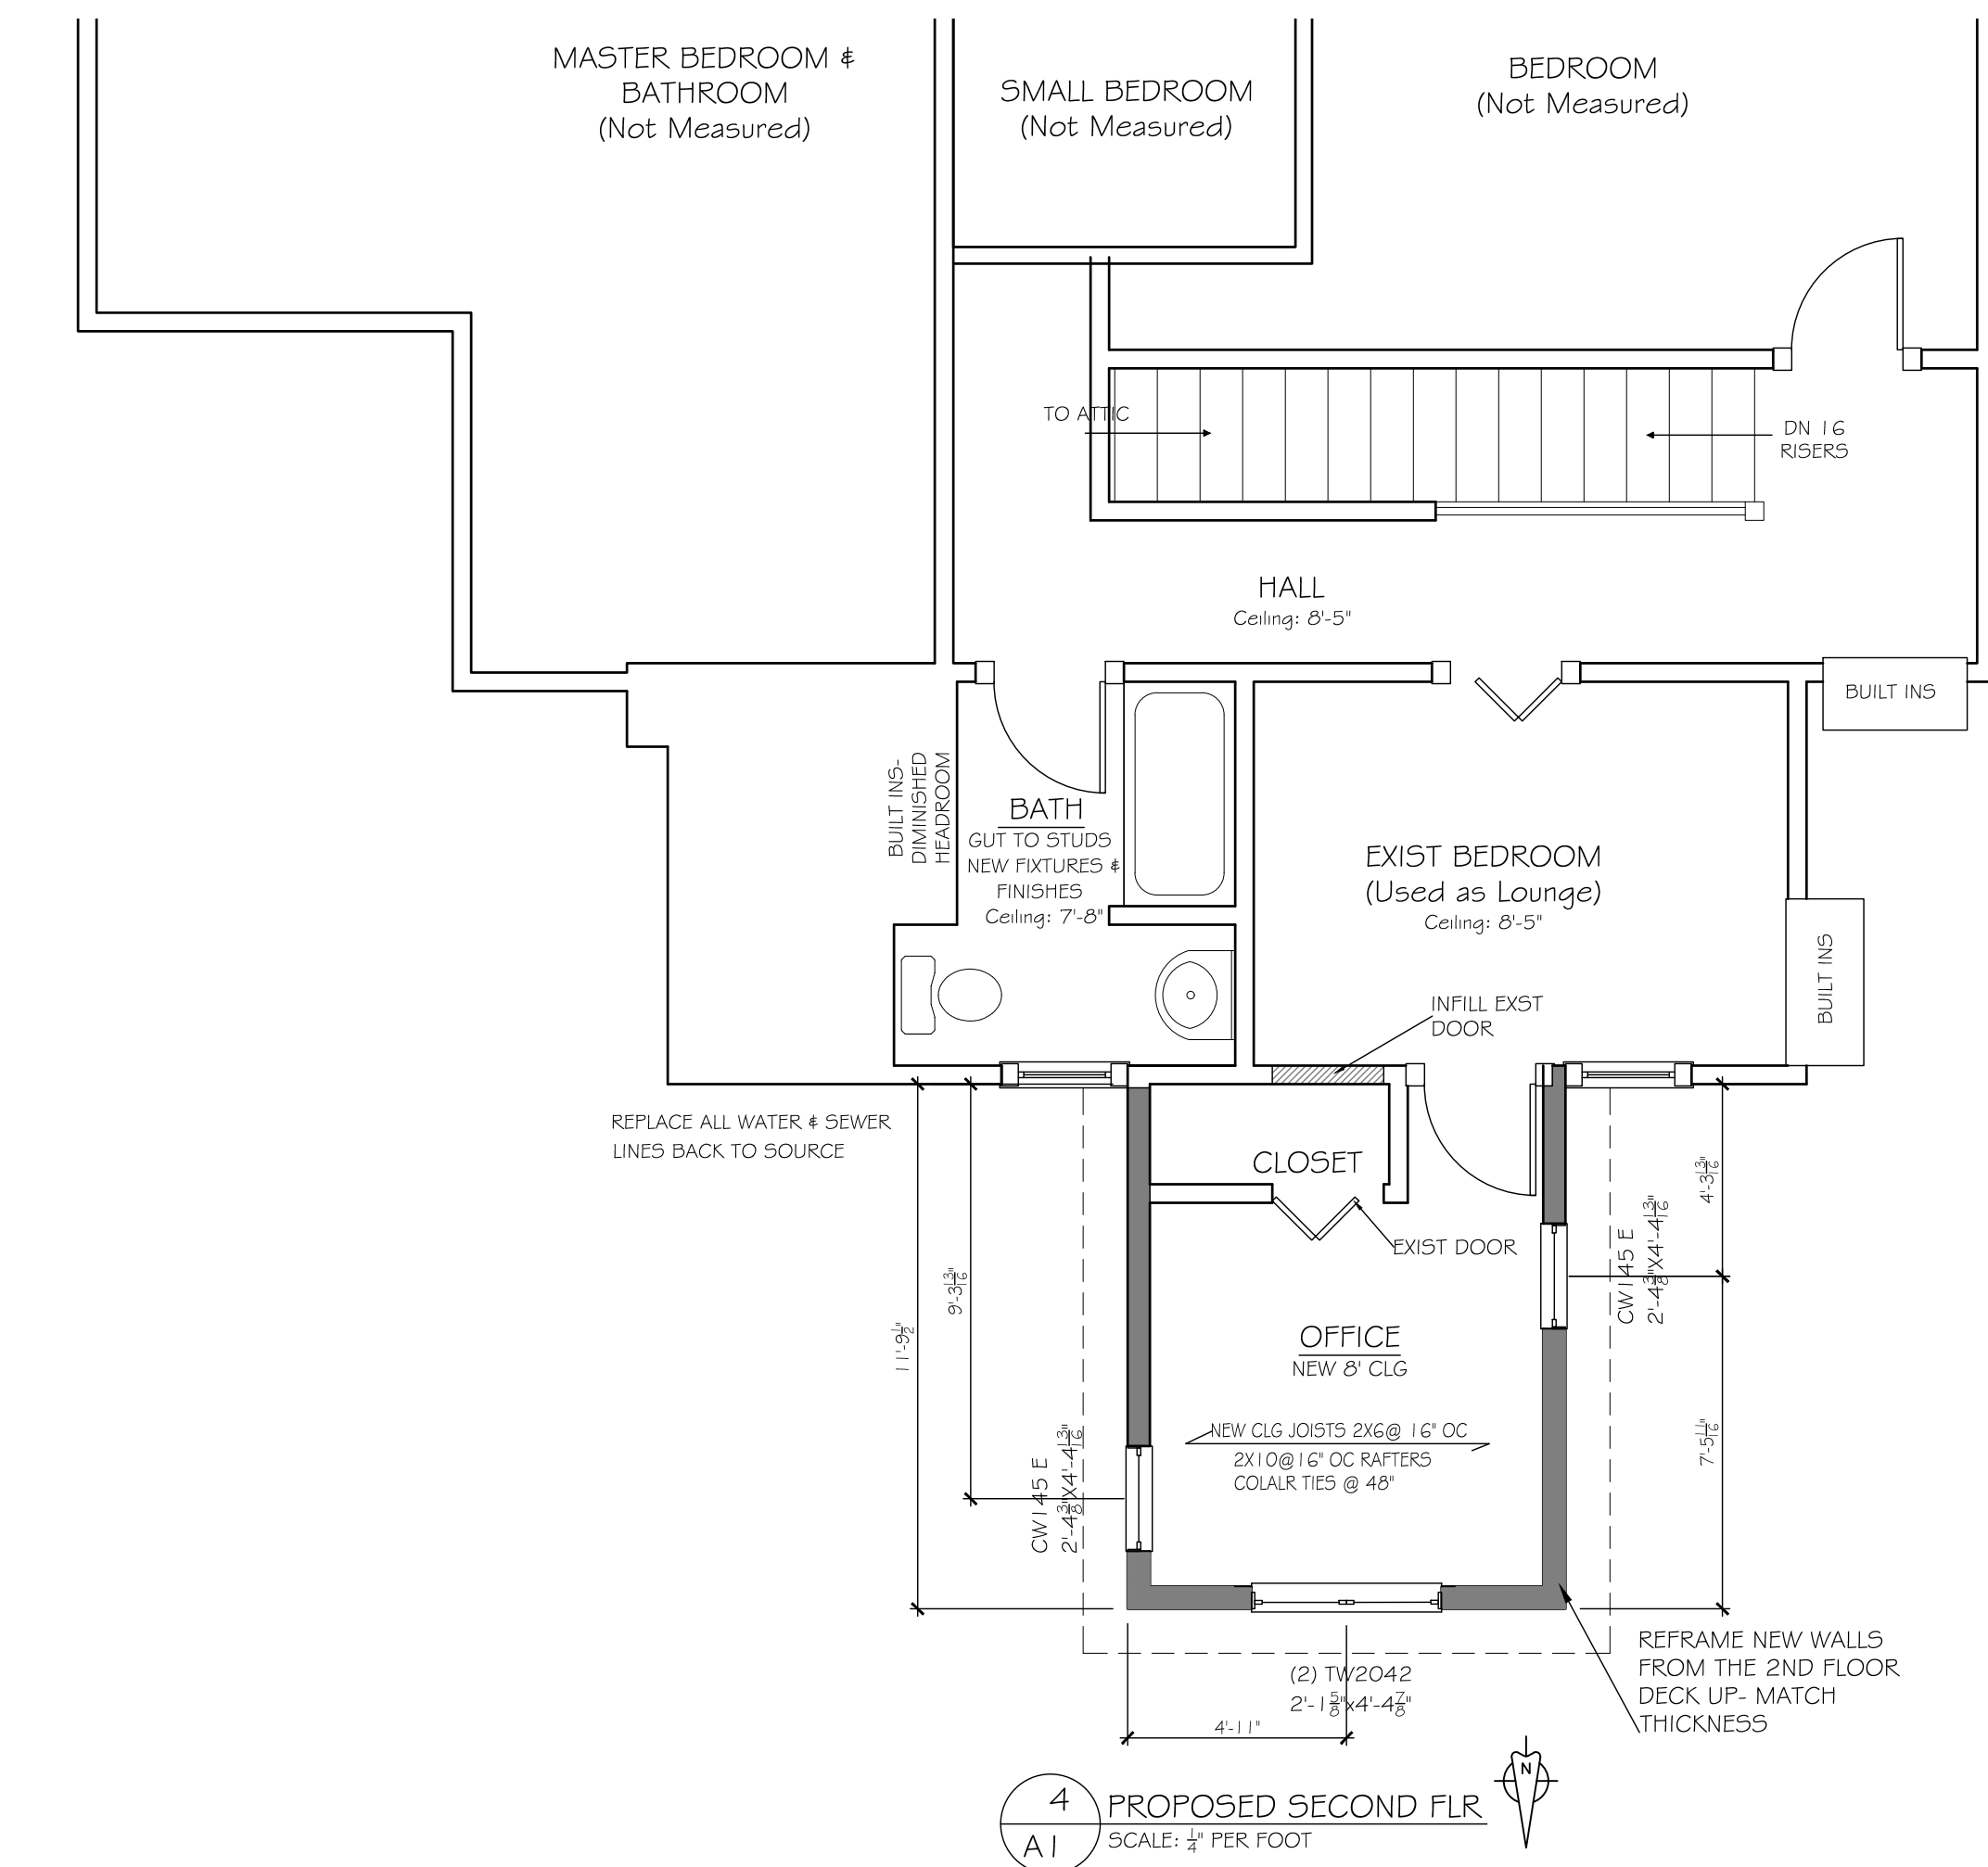 MASTER BEDROOM &
BATHROOM
(Not Measured)
SMALL BEDROOM
(Not Measured)
BEDROOM
(Not Measured)
TO ATTIC
DN 16
RISERS
HALL
Ceiling: 8'-5"
BUILT INS
BUILT INS-
DIMINISHED
HEADROOM
BATH
GUT TO STUDS
NEW FIXTURES &
FINISHES
Ceiling: 7'-8"
EXIST BEDROOM
(Used as Lounge)
Ceiling: 8'-5"
BUILT INS
INFILL EXST
DOOR
REPLACE ALL WATER & SEWER
LINES BACK TO SOURCE
CLOSET
EXIST DOOR
4'-3 13/16"
CW145 E
2'-4 3/8"X4'-4 13/16"
9'-3 13/16"
11'-9 1/2"
OFFICE
NEW 8' CLG
NEW CLG JOISTS 2X6@ 16" OC
2X10@16" OC RAFTERS
COLALR TIES @ 48"
7'-5 11/16"
CW145 E
2'-4 3/8"X4'-4 13/16"
REFRAME NEW WALLS
FROM THE 2ND FLOOR
DECK UP- MATCH
THICKNESS
(2) TW2042
2'-1 5/8"x4'-4 7/8"
4'-11"
N
4
A1
PROPOSED SECOND FLR
SCALE: 1/4" PER FOOT